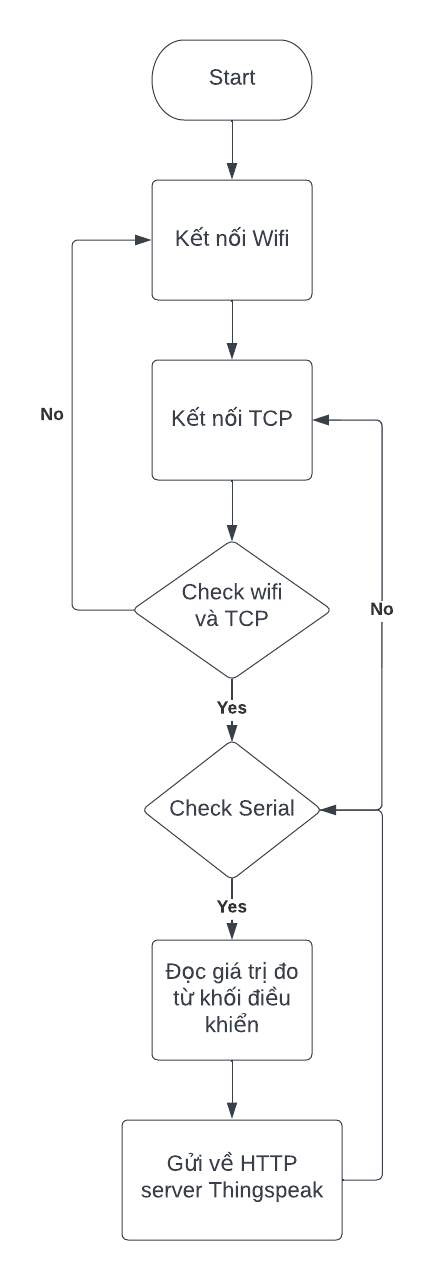 Start
Kết nối Wifi
Kết nối TCP
No
Check wifi
và TCP
No
Yes
Check Serial
Yes
Đọc giá trị đo
từ khối điều
khiển
Gửi về HTTP
server Thingspeak